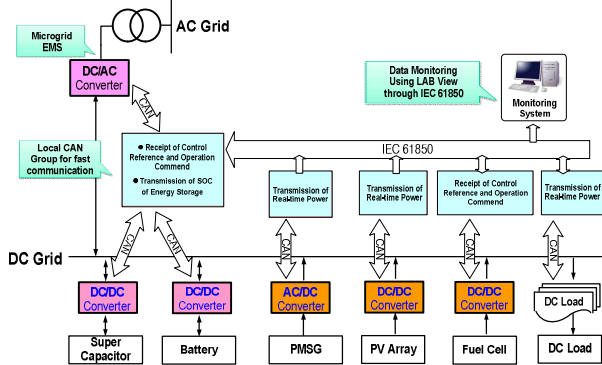 AC Grid
Microgrid
EMS
DC/AC
Converter
CAN
Data Monitoring
Using LAB View
through IEC 61850
Monitoring
System
Local CAN
Group for fast
communication
● Receipt of Control
Reference and Operation
Commend
● Transmission of SOC
of Energy Storage
IEC 61850
Transmission of
Real-time Power
Transmission of
Real-time Power
Receipt of Control
Reference and Operation
Commend
Transmission of
Real-time Power
CAN
CAN
CAN
CAN
CAN
CAN
DC Grid
DC/DC
Converter
DC/DC
Converter
AC/DC
Converter
DC/DC
Converter
DC/DC
Converter
DC Load
Super
Capacitor
Battery
PMSG
PV Array
Fuel Cell
DC Load